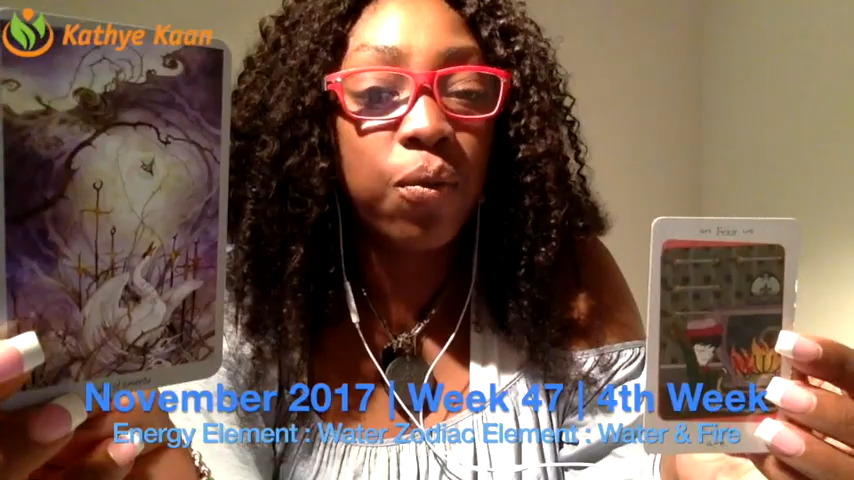 Kathye Kaan
Four
November 2017 | Week 47 | 4th Week
Energy Element : Water Zodiac Element : Water & Fire